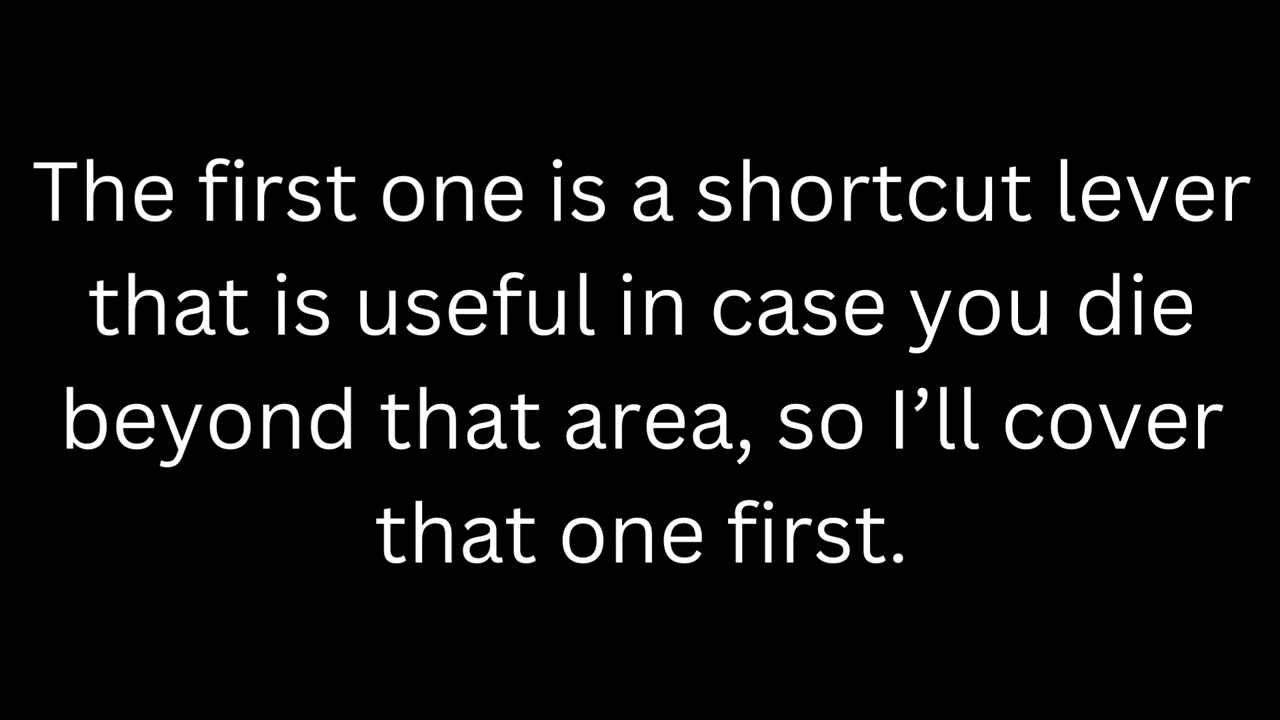 The first one is a shortcut lever
that is useful in case you die
beyond that area, so I’ll cover
that one first.